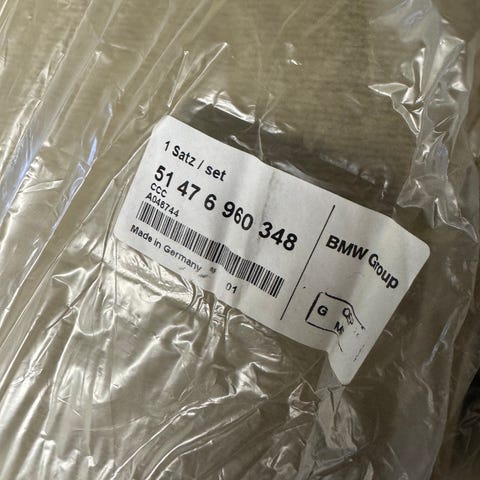 1 Satz / set
51 47 6 960 348
CCC
A046744
Made in Germany
01
BMW Group
G